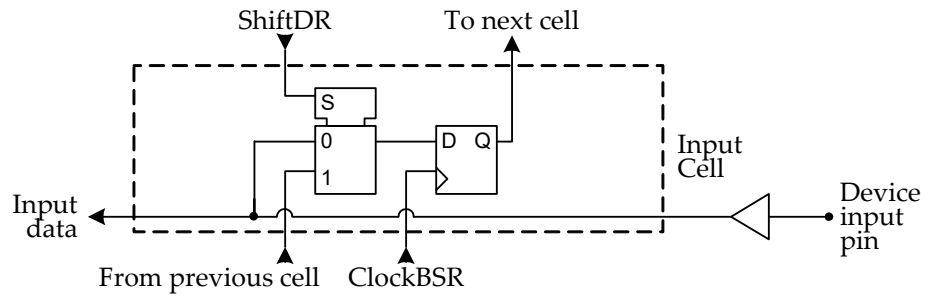 ShiftDR
To next cell
S
0
D Q
1
Input
Cell
Input
data
Device
input
pin
From previous cell
ClockBSR